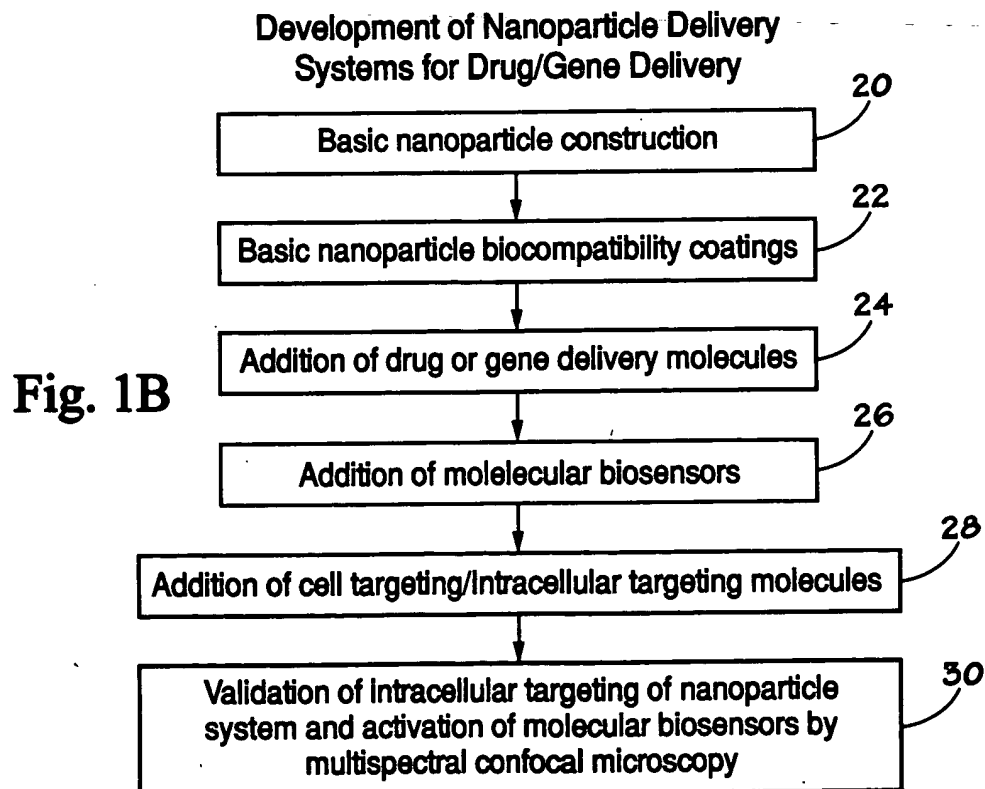 Development of Nanoparticle Delivery
Systems for Drug/Gene Delivery
20
Basic nanoparticle construction
22
Basic nanoparticle biocompatibility coatings
24
Addition of drug or gene delivery molecules
Fig. 1B
26
Addition of molelecular biosensors
28
Addition of cell targeting/Intracellular targeting molecules
30
Validation of intracellular targeting of nanoparticle
system and activation of molecular biosensors by
multispectral confocal microscopy